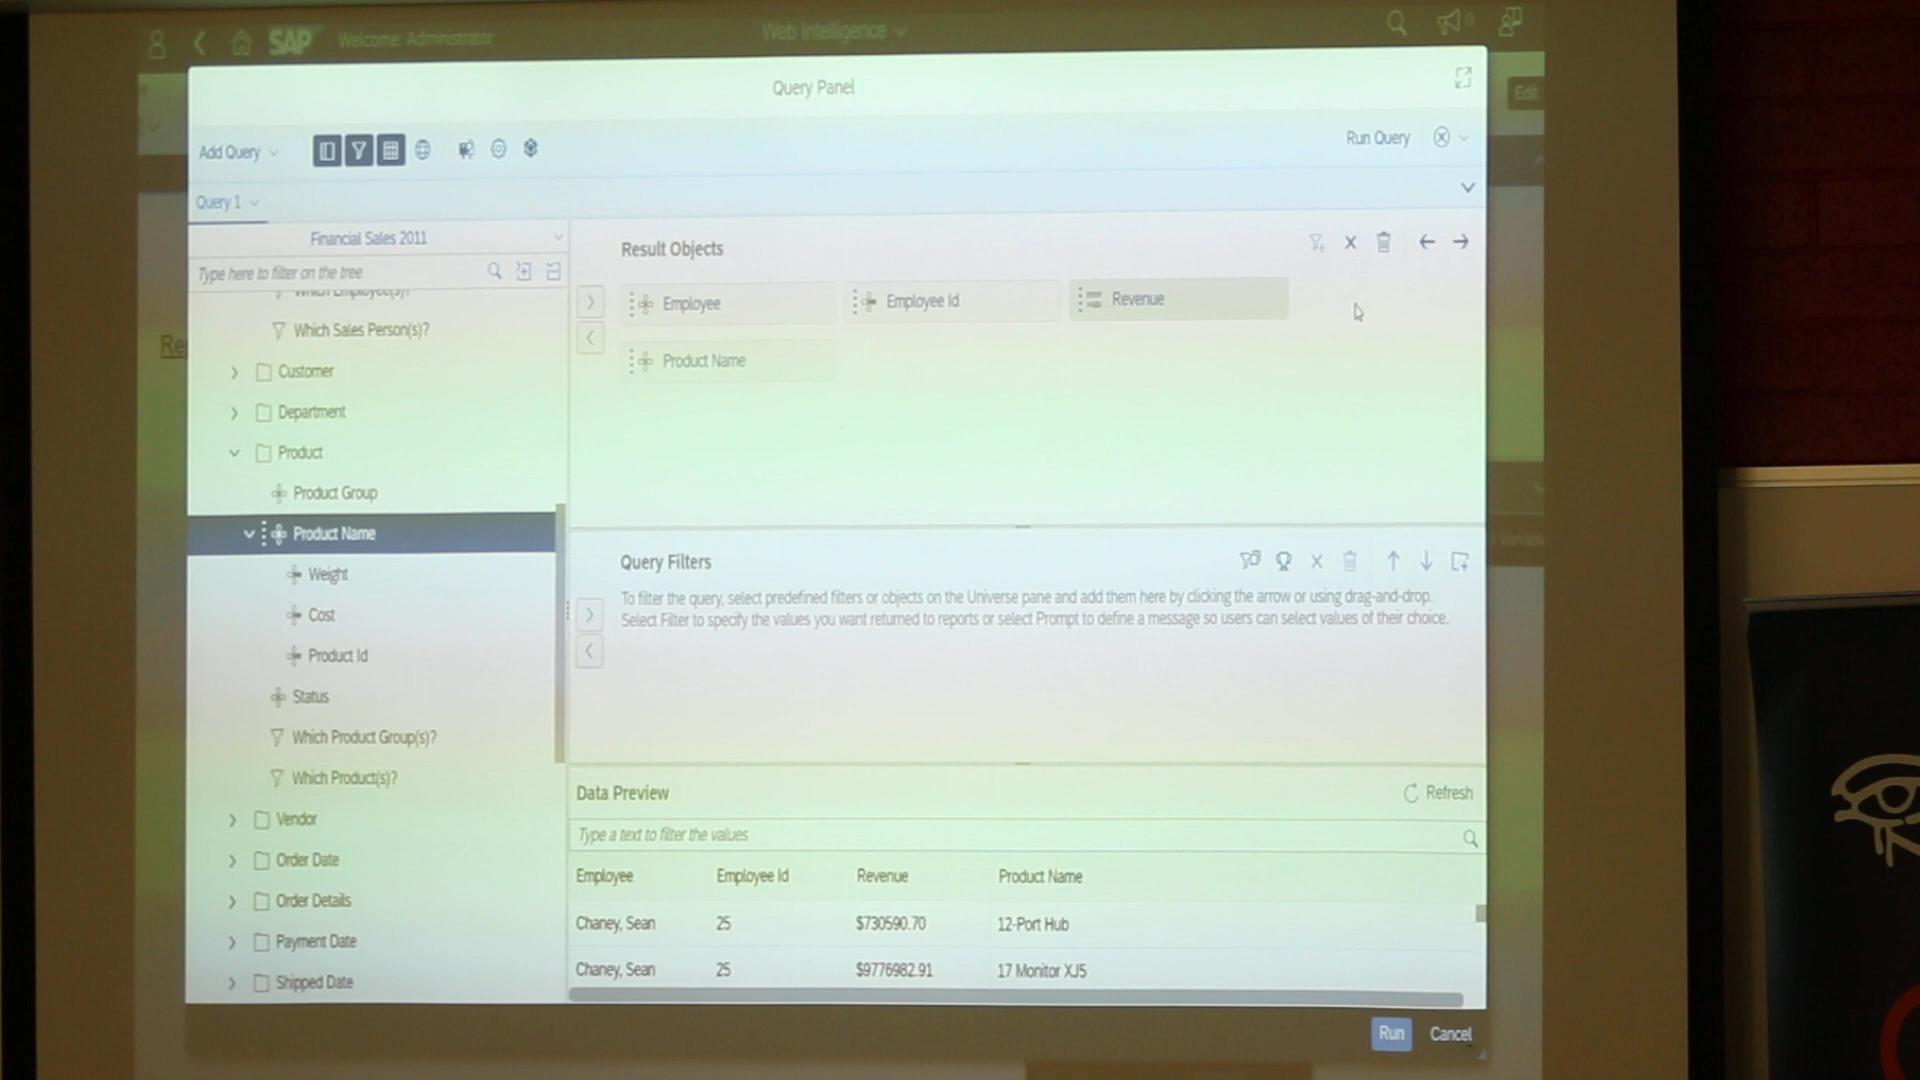 SAP Welcome: Administrator
Web Intelligence
0
Query Panel
Edit
Add Query
Run Query
Query 1
Financial Sales 2011
Type here to filter on the tree
Which Employee(s)?
Which Sales Person(s)?
Customer
Department
Product
Product Group
Product Name
Weight
Cost
Product Id
Status
Which Product Group(s)?
Which Product(s)?
Vendor
Order Date
Order Details
Payment Date
Shipped Date
Result Objects
Employee
Employee Id
Revenue
Product Name
Query Filters
To filter the query, select predefined filters or objects on the Universe pane and add them here by clicking the arrow or using drag-and-drop.
Select Filter to specify the values you want returned to reports or select Prompt to define a message so users can select values of their choice.
Data Preview
Refresh
Type a text to filter the values
Employee Employee Id Revenue Product Name
Chaney, Sean 25 $730590.70 12-Port Hub
Chaney, Sean 25 $9776982.91 17 Monitor XJ5
Run Cancel